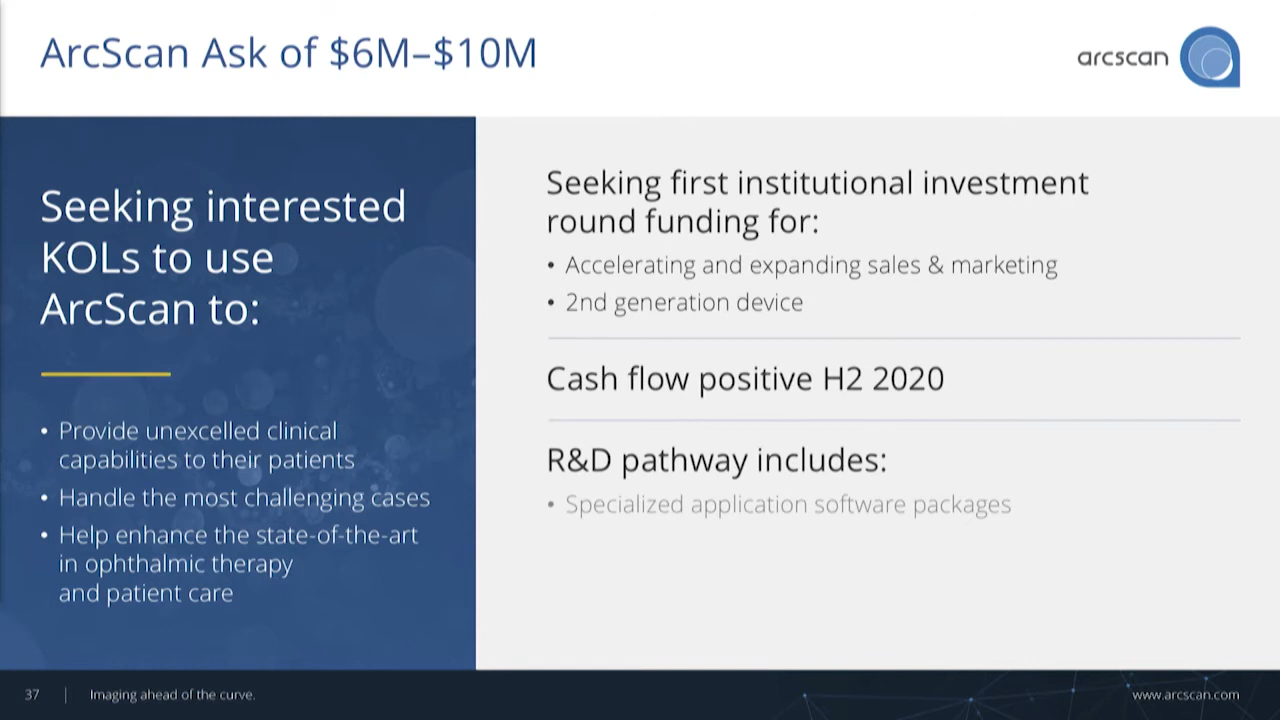 ArcScan Ask of $6M–$10M
arcscan
Seeking interested
KOLs to use
ArcScan to:
• Provide unexcelled clinical
capabilities to their patients
• Handle the most challenging cases
• Help enhance the state-of-the-art
in ophthalmic therapy
and patient care
Seeking first institutional investment
round funding for:
• Accelerating and expanding sales & marketing
• 2nd generation device
Cash flow positive H2 2020
R&D pathway includes:
• Specialized application software packages
37 | Imaging ahead of the curve.
www.arcscan.com